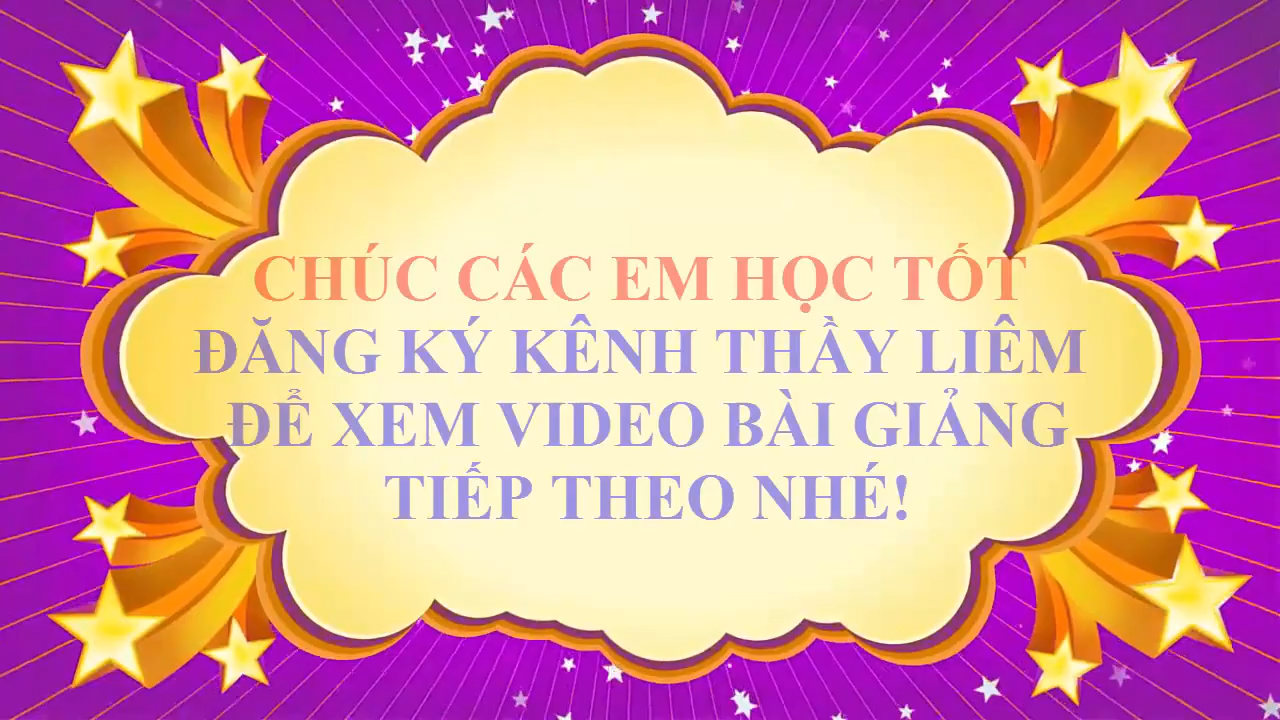 CHÚC CÁC EM HỌC TỐT
ĐĂNG KÝ KÊNH THẦY LIÊM
ĐỂ XEM VIDEO BÀI GIẢNG
TIẾP THEO NHÉ!